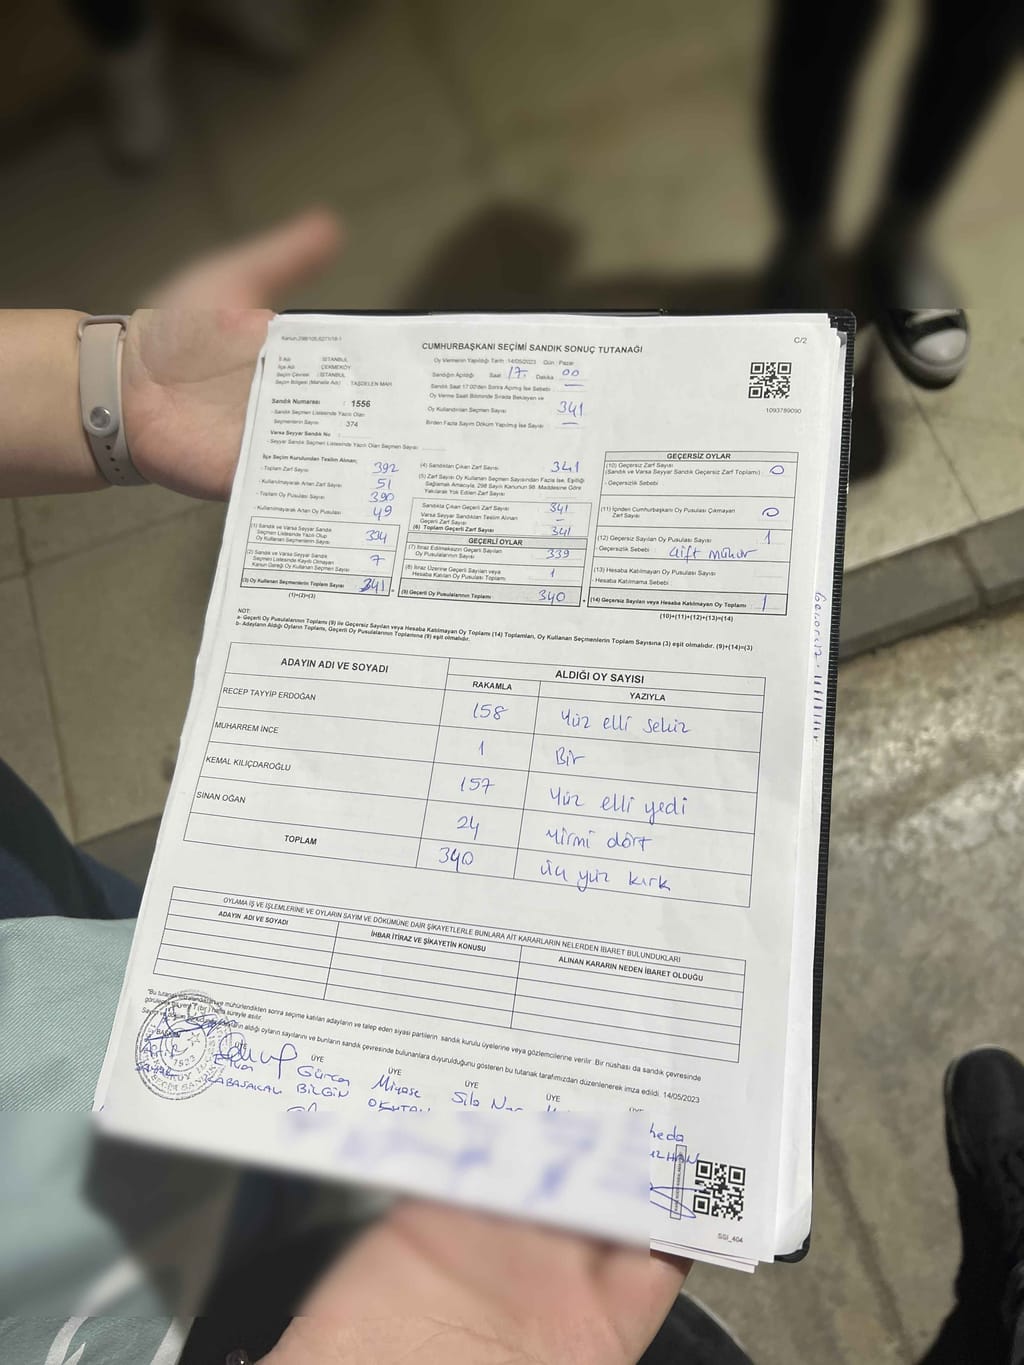 Kanun:298/105,6271/18-1
C/2
CUMHURBAŞKANI SEÇİMİ SANDIK SONUÇ TUTANAĞI
İl Adı : İSTANBUL
İlçe Adı : ÇEKMEKÖY
Seçim Çevresi : İSTANBUL
Seçim Bölgesi (Mahalle Adı) : TAŞDELEN MAH.
Sandık Numarası : 1556
- Sandık Seçmen Listesinde Yazılı Olan
Seçmenlerin Sayısı : 374
Varsa Seyyar Sandık No :
- Seyyar Sandık Seçmen Listesinde Yazılı Olan Seçmen Sayısı :
Oy Vermenin Yapıldığı Tarih : 14/05/2023 Gün : Pazar
Sandığın Açıldığı Saat 17. Dakika 00
Sandık Saat 17:00'den Sonra Açılmış İse Sebebi : —
Oy Verme Saati Bitiminde Sırada Bekleyen ve
Oy Kullandırılan Seçmen Sayısı 341
Birden Fazla Sayım Döküm Yapılmış İse Sayısı —
1093789090
İlçe Seçim Kurulundan Teslim Alınan;
- Toplam Zarf Sayısı 392
- Kullanılmayarak Artan Zarf Sayısı 51
- Toplam Oy Pusulası Sayısı 390
- Kullanılmayarak Artan Oy Pusulası 49
(1) Sandık ve Varsa Seyyar Sandık
Seçmen Listesinde Yazılı Olup
Oy Kullanan Seçmenlerin Sayısı 334
(2) Sandık ve Varsa Seyyar Sandık
Seçmen Listesinde Kayıtlı Olmayan
Kanun Gereği Oy Kullanan Seçmen Sayısı 7
(3) Oy Kullanan Seçmenlerin Toplam Sayısı 341
(1)+(2)=(3)
(4) Sandıktan Çıkan Zarf Sayısı 341
(5) Zarf Sayısı Oy Kullanan Seçmen Sayısından Fazla İse, Eşitliği
Sağlamak Amacıyla, 298 Sayılı Kanunun 98. Maddesine Göre
Yakılarak Yok Edilen Zarf Sayısı
Sandıkta Çıkan Geçerli Zarf Sayısı 341
Varsa Seyyar Sandıktan Teslim Alınan
Geçerli Zarf Sayısı —
(6) Toplam Geçerli Zarf Sayısı 341
GEÇERLİ OYLAR
(7) İtiraz Edilmeksizin Geçerli Sayılan
Oy Pusulalarının Sayısı 339
(8) İtiraz Üzerine Geçerli Sayılan veya
Hesaba Katılan Oy Pusulası Toplamı 1
(9) Geçerli Oy Pusulalarının Toplamı 340
GEÇERSİZ OYLAR
(10) Geçersiz Zarf Sayısı
(Sandık ve Varsa Seyyar Sandık Geçersiz Zarf Toplamı) : 0
- Geçersizlik Sebebi :
(11) İçinden Cumhurbaşkanı Oy Pusulası Çıkmayan
Zarf Sayısı : 0
(12) Geçersiz Sayılan Oy Pusulası Sayısı : 1
- Geçersizlik Sebebi : Çift mühür
(13) Hesaba Katılmayan Oy Pusulası Sayısı
- Hesaba Katılmama Sebebi :
(14) Geçersiz Sayılan veya Hesaba Katılmayan Oy Toplamı 1
(10)+(11)+(12)+(13)=(14)
NOT:
a- Geçerli Oy Pusulalarının Toplamı (9) ile Geçersiz Sayılan veya Hesaba Katılmayan Oy Toplamı (14) Toplamları, Oy Kullanan Seçmenlerin Toplam Sayısına (3) eşit olmalıdır. (9)+(14)=(3)
b- Adayların Aldığı Oyların Toplamı, Geçerli Oy Pusulalarının Toplamına (9) eşit olmalıdır.
ADAYIN ADI VE SOYADI
ALDIĞI OY SAYISI
RAKAMLA YAZIYLA
RECEP TAYYİP ERDOĞAN 158 Yüz elli sekiz
MUHARREM İNCE 1 Bir
KEMAL KILIÇDAROĞLU 157 Yüz elli yedi
SİNAN OĞAN 24 Yirmi dört
TOPLAM 340 Üç yüz kırk
OYLAMA İŞ VE İŞLEMLERİNE VE OYLARIN SAYIM VE DÖKÜMÜNE DAİR ŞİKAYETLERLE BUNLARA AİT KARARLARIN NELERDEN İBARET BULUNDUKLARI
ADAYIN ADI VE SOYADI İHBAR İTİRAZ VE ŞİKAYETİN KONUSU ALINAN KARARIN NEDEN İBARET OLDUĞU
"Bu tutanak imzalandıktan ve mühürlendikten sonra seçime katılan adayların ve talep eden siyasi partilerin sandık kurulu üyelerine veya gözlemcilerine verilir. Bir nüshası da sandık çevresinde
görülecek bir yere 1 (bir) hafta süreyle asılır.
Sayım ve döküm adayların aldığı oyların sayılarını ve bunların sandık çevresinde bulunanlara duyurulduğunu gösteren bu tutanak tarafımızdan düzenlenerek imza edildi. 14/05/2023
BAŞKAN ÜYE ÜYE ÜYE ÜYE ÜYE
Gürcan Miyase Sıla Nur
KABASAKAL BİLGİN OKUTAN
SSI_404